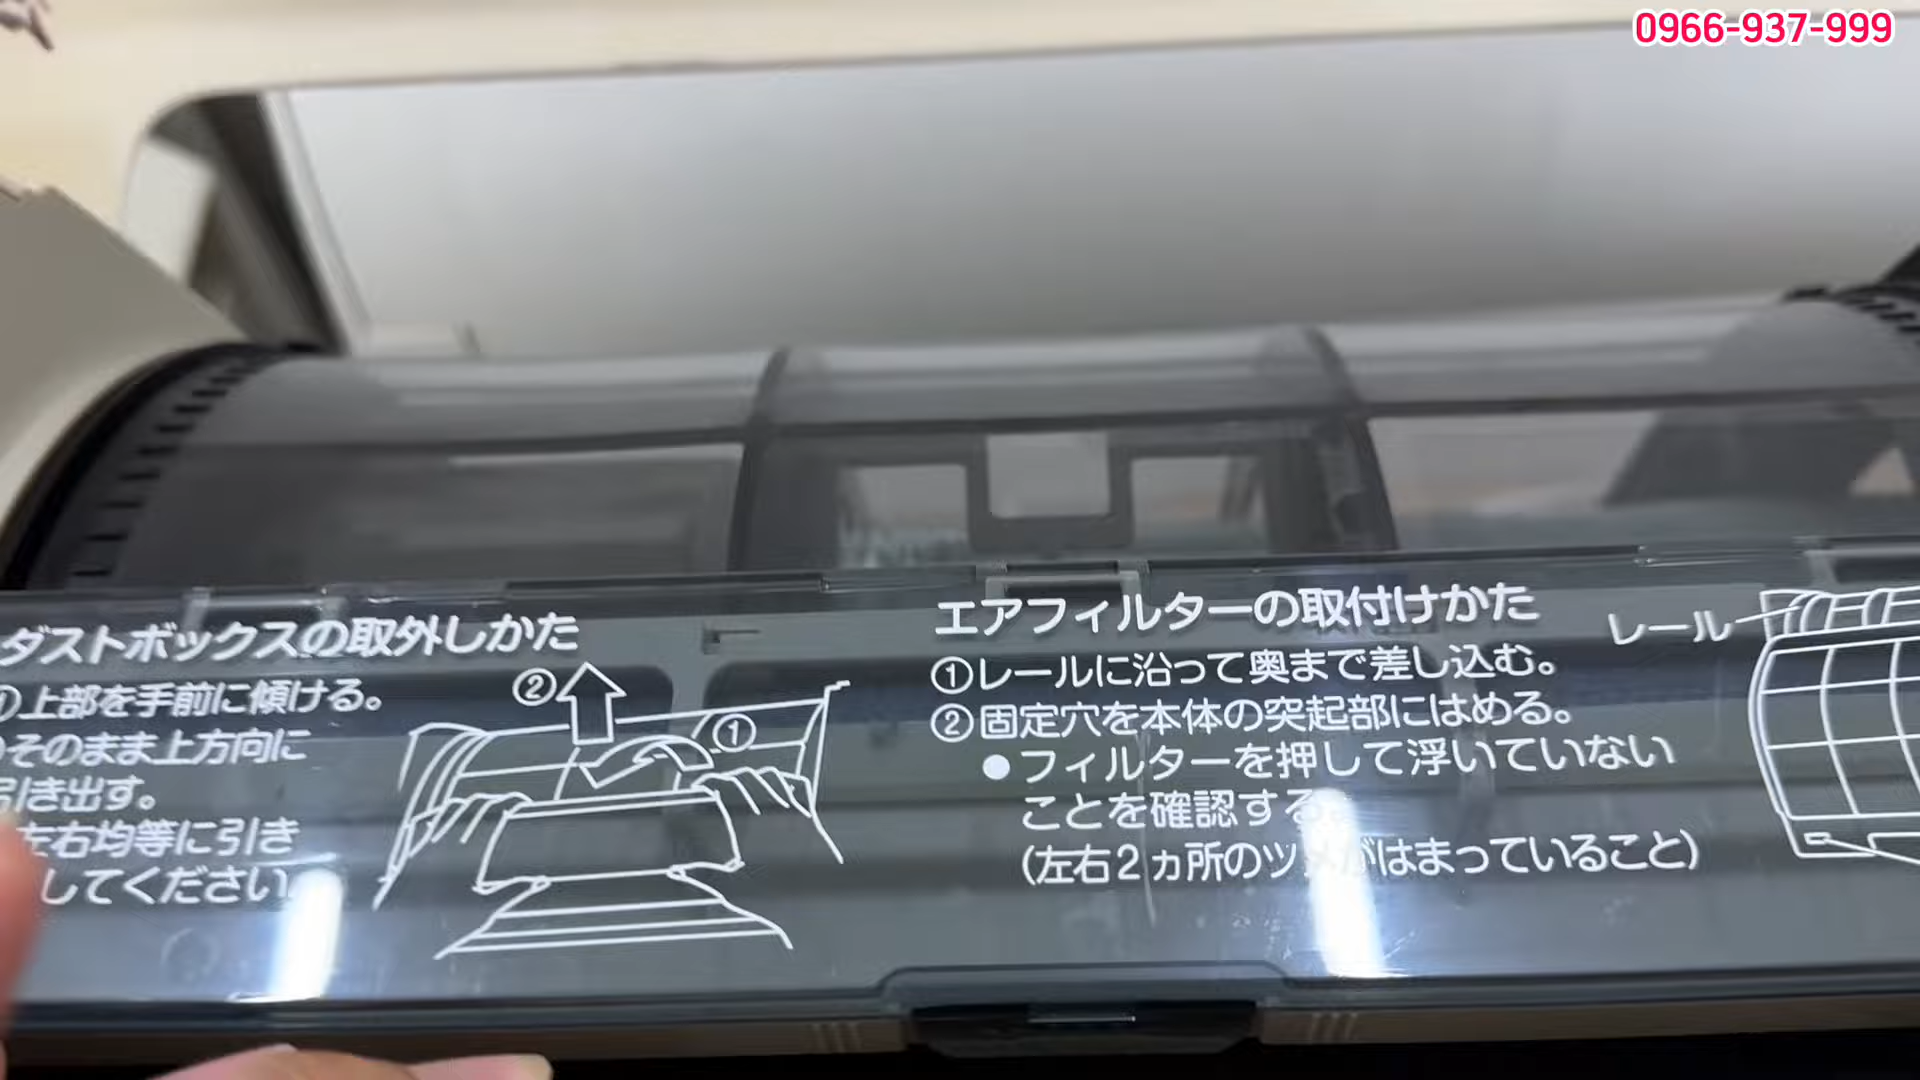 0966-937-999
ダストボックスの取外しかた
①上部を手前に傾ける。
そのまま上方向に
引き出す。
左右均等に引き
してください。
②
①
エアフィルターの取付けかた
①レールに沿って奥まで差し込む。
②固定穴を本体の突起部にはめる。
●フィルターを押して浮いていない
ことを確認する。
(左右2ヵ所のツメがはまっていること)
レール